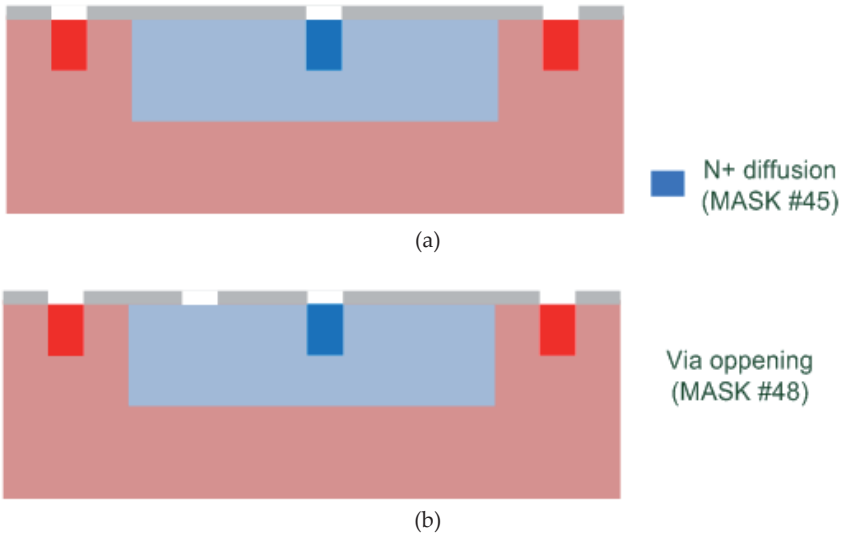 N+ diffusion
(MASK #45)
(a)
Via oppening
(MASK #48)
(b)